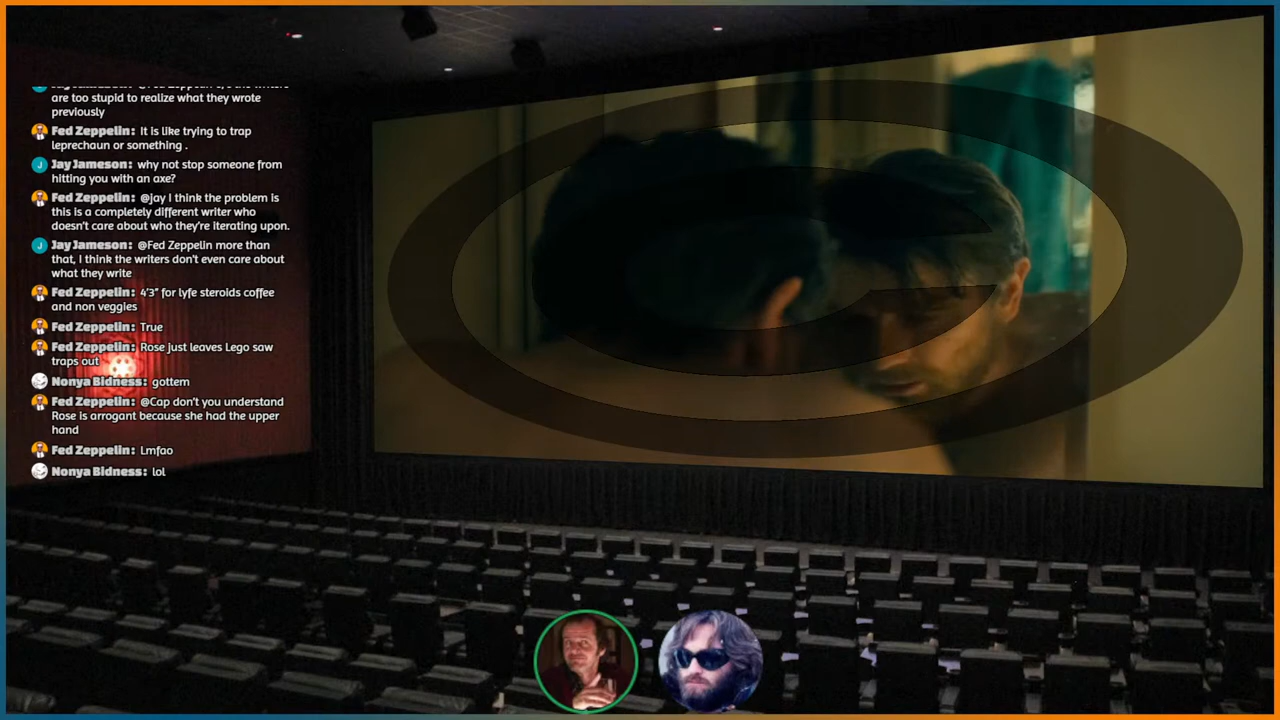 are too stupid to realize what they wrote
previously
Fed Zeppelin: It is like trying to trap
leprechaun or something .
Jay Jameson: why not stop someone from
hitting you with an axe?
Fed Zeppelin: @jay I think the problem is
this is a completely different writer who
doesn't care about who they're iterating upon.
Jay Jameson: @Fed Zeppelin more than
that, I think the writers don't even care about
what they write
Fed Zeppelin: 4'3" for lyfe steroids coffee
and non veggies
Fed Zeppelin: True
Fed Zeppelin: Rose just leaves Lego saw
traps out
Nonya Bidness: gottem
Fed Zeppelin: @Cap don't you understand
Rose is arrogant because she had the upper
hand
Fed Zeppelin: Lmfao
Nonya Bidness: lol